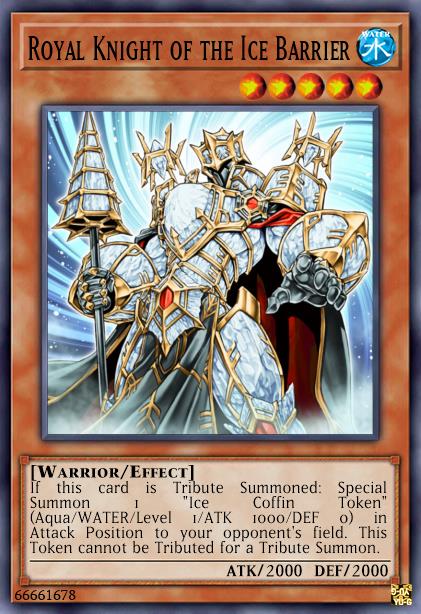 ROYAL KNIGHT OF THE ICE BARRIER
WATER
水
[WARRIOR/EFFECT]
If this card is Tribute Summoned: Special
Summon 1 "Ice Coffin Token"
(Aqua/WATER/Level 1/ATK 1000/DEF 0) in
Attack Position to your opponent's field. This
Token cannot be Tributed for a Tribute Summon.
ATK/2000 DEF/2000
66661678